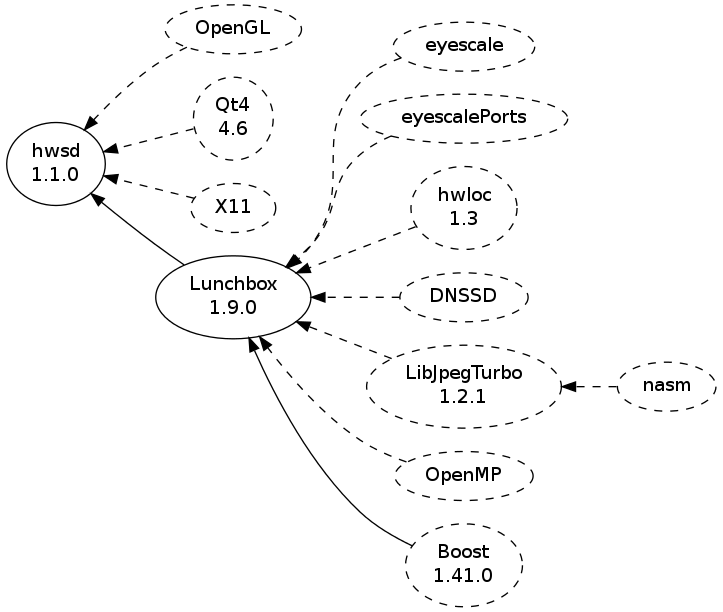 OpenGL
eyescale
Qt4
4.6
eyescalePorts
hwsd
1.1.0
X11
hwloc
1.3
Lunchbox
1.9.0
DNSSD
LibJpegTurbo
1.2.1
nasm
OpenMP
Boost
1.41.0